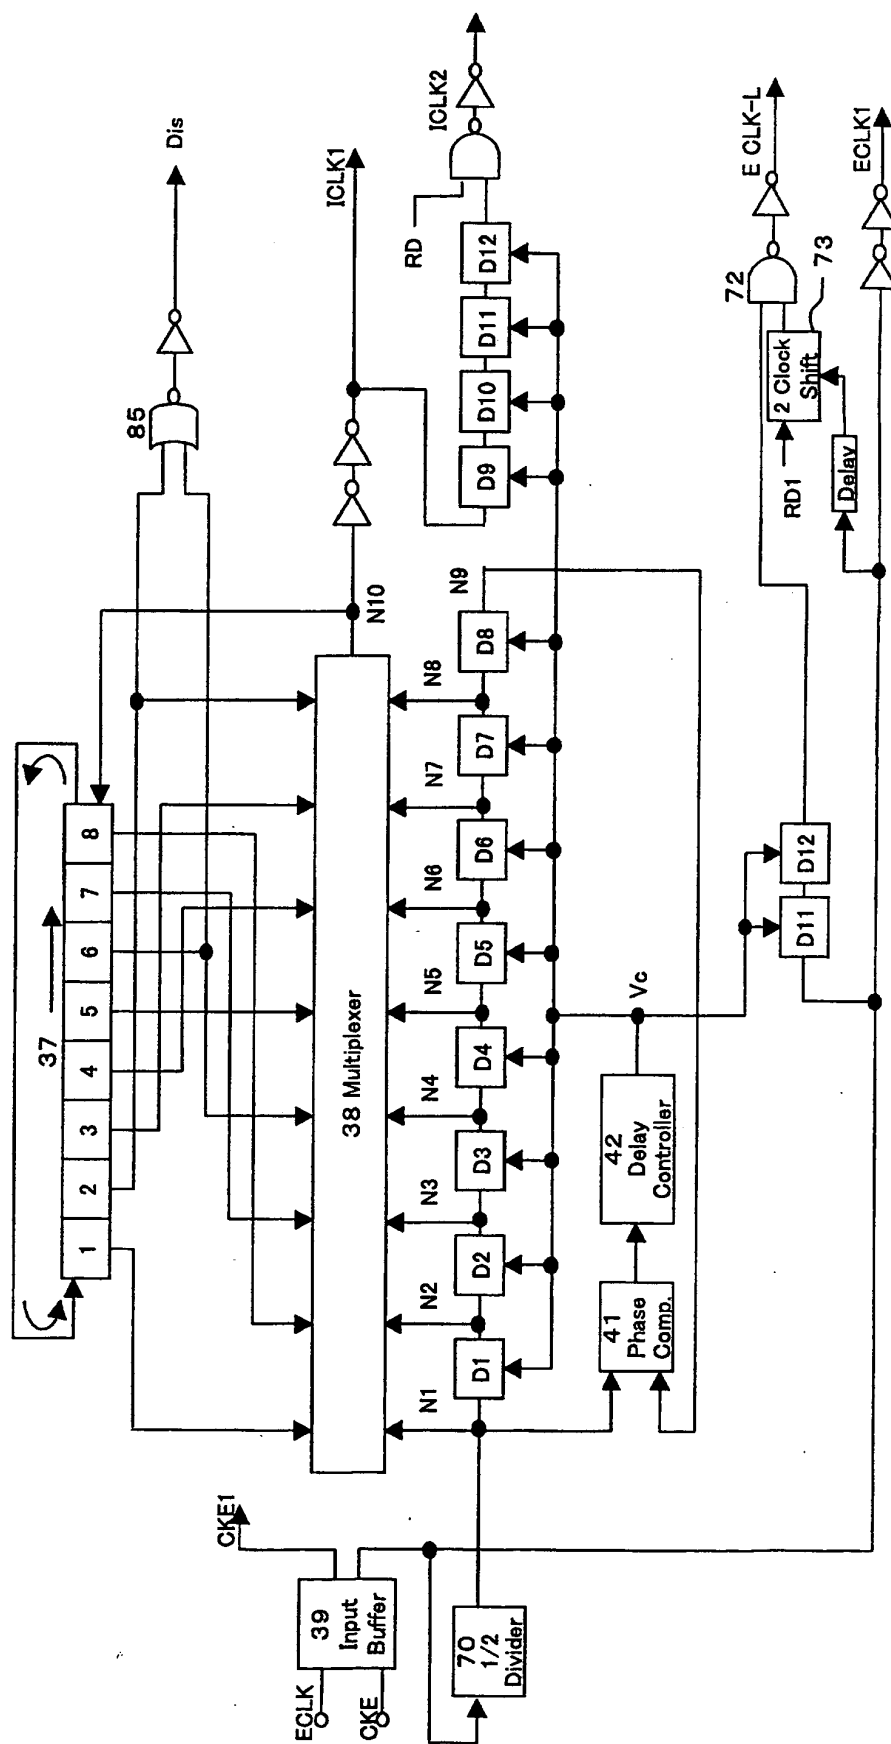 ECLK
CKE
39
Input
Buffer
CKE1
70
1/2
Divider
37
1
2
3
4
5
6
7
8
38 Multiplexer
N1
N2
N3
N4
N5
N6
N7
N8
N9
N10
D1
D2
D3
D4
D5
D6
D7
D8
D9
D10
D11
D12
85
Dis
ICLK1
RD
ICLK2
41
Phase
Comp.
42
Delay
Controller
Vc
D11
D12
RD1
2 Clock
Shift
73
72
Delay
E CLK-L
ECLK1